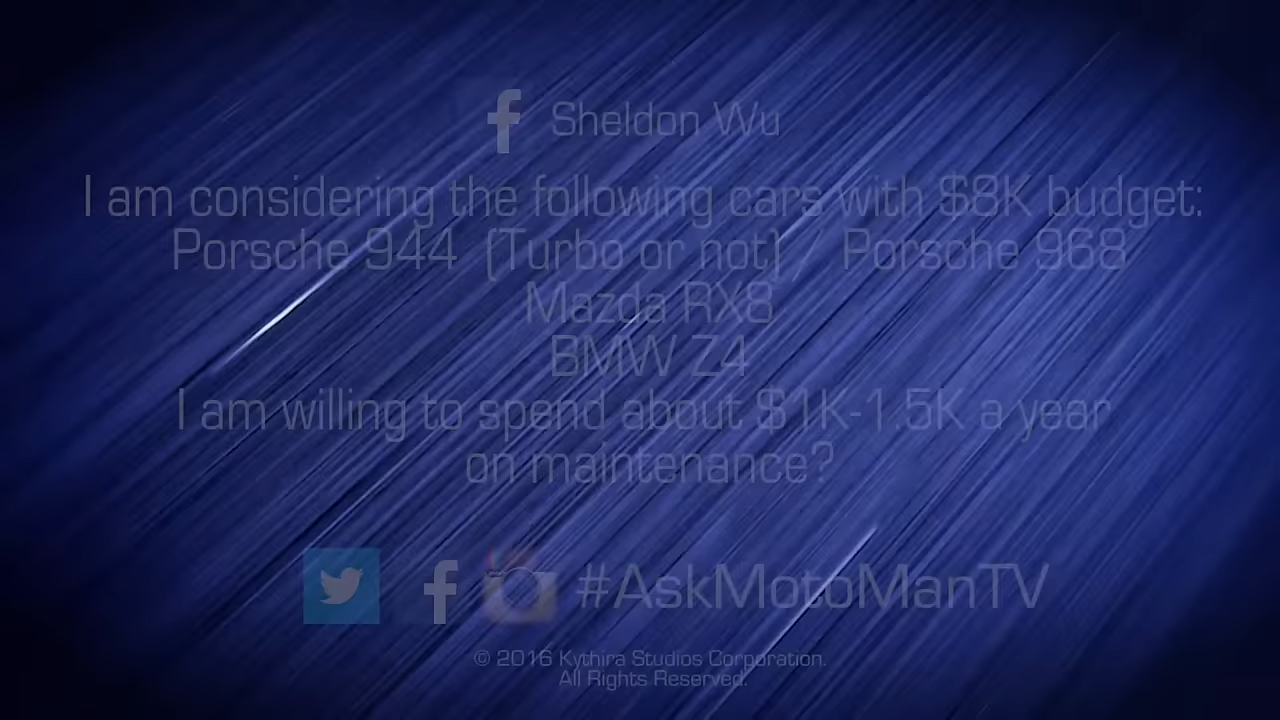 Sheldon Wu
I am considering the following cars with $8K budget:
Porsche 944 (Turbo or not) / Porsche 968
Mazda RX8
BMW Z4
I am willing to spend about $1K-1.5K a year
on maintenance?
#AskMotoManTV
© 2016 Kythira Studios Corporation.
All Rights Reserved.